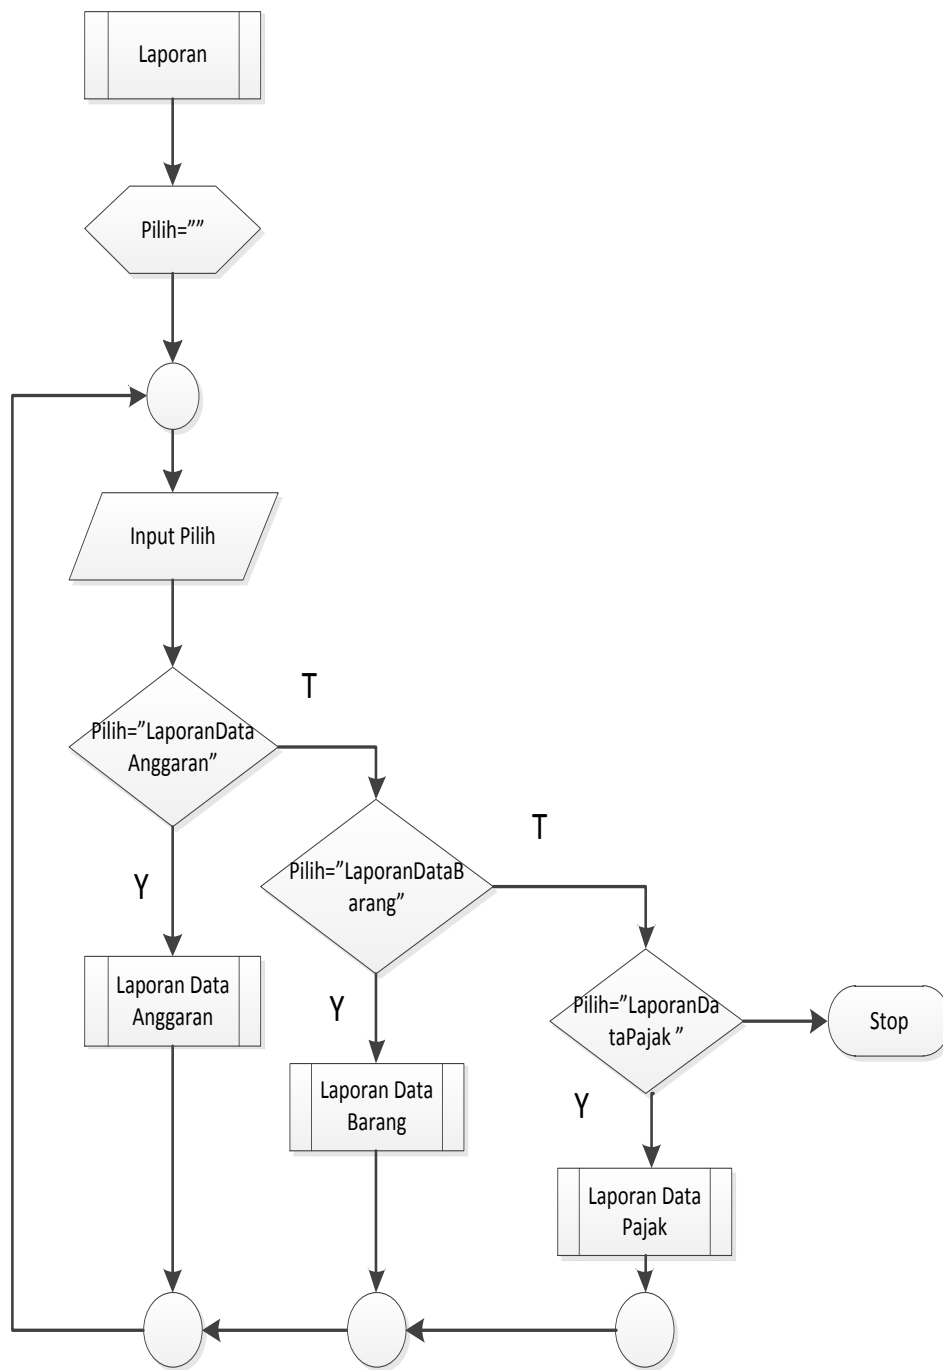 Laporan
Pilih=””
Input Pilih
T
Pilih=”LaporanData
Anggaran”
T
Pilih=”LaporanDataB
arang”
Y
Laporan Data
Anggaran
Y
Pilih=”LaporanDa
taPajak ”
Stop
Laporan Data
Barang
Y
Laporan Data
Pajak